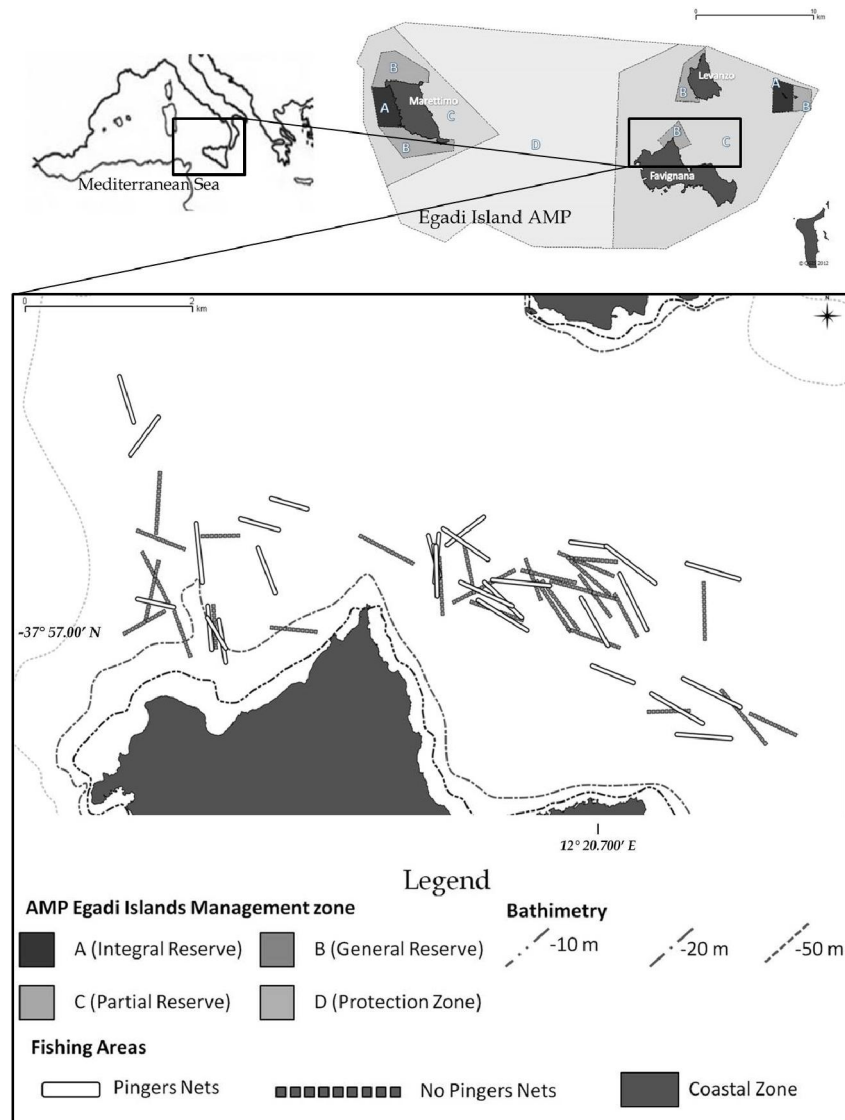 0 10
km
Mediterranean Sea
B
A
Marettimo
C
B
D
Egadi Island AMP
Levanzo
B
A
B
B
C
Favignana
0 2
km
N
-37° 57.00' N
12° 20.700' E
Legend
AMP Egadi Islands Management zone
Bathimetry
A (Integral Reserve)
B (General Reserve)
-10 m
-20 m
-50 m
C (Partial Reserve)
D (Protection Zone)
Fishing Areas
Pingers Nets
No Pingers Nets
Coastal Zone